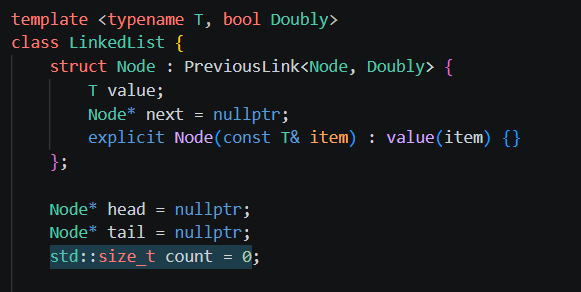 template <typename T, bool Doubly>
class LinkedList {
    struct Node : PreviousLink<Node, Doubly> {
        T value;
        Node* next = nullptr;
        explicit Node(const T& item) : value(item) {}
    };
    Node* head = nullptr;
    Node* tail = nullptr;
    std::size_t count = 0;